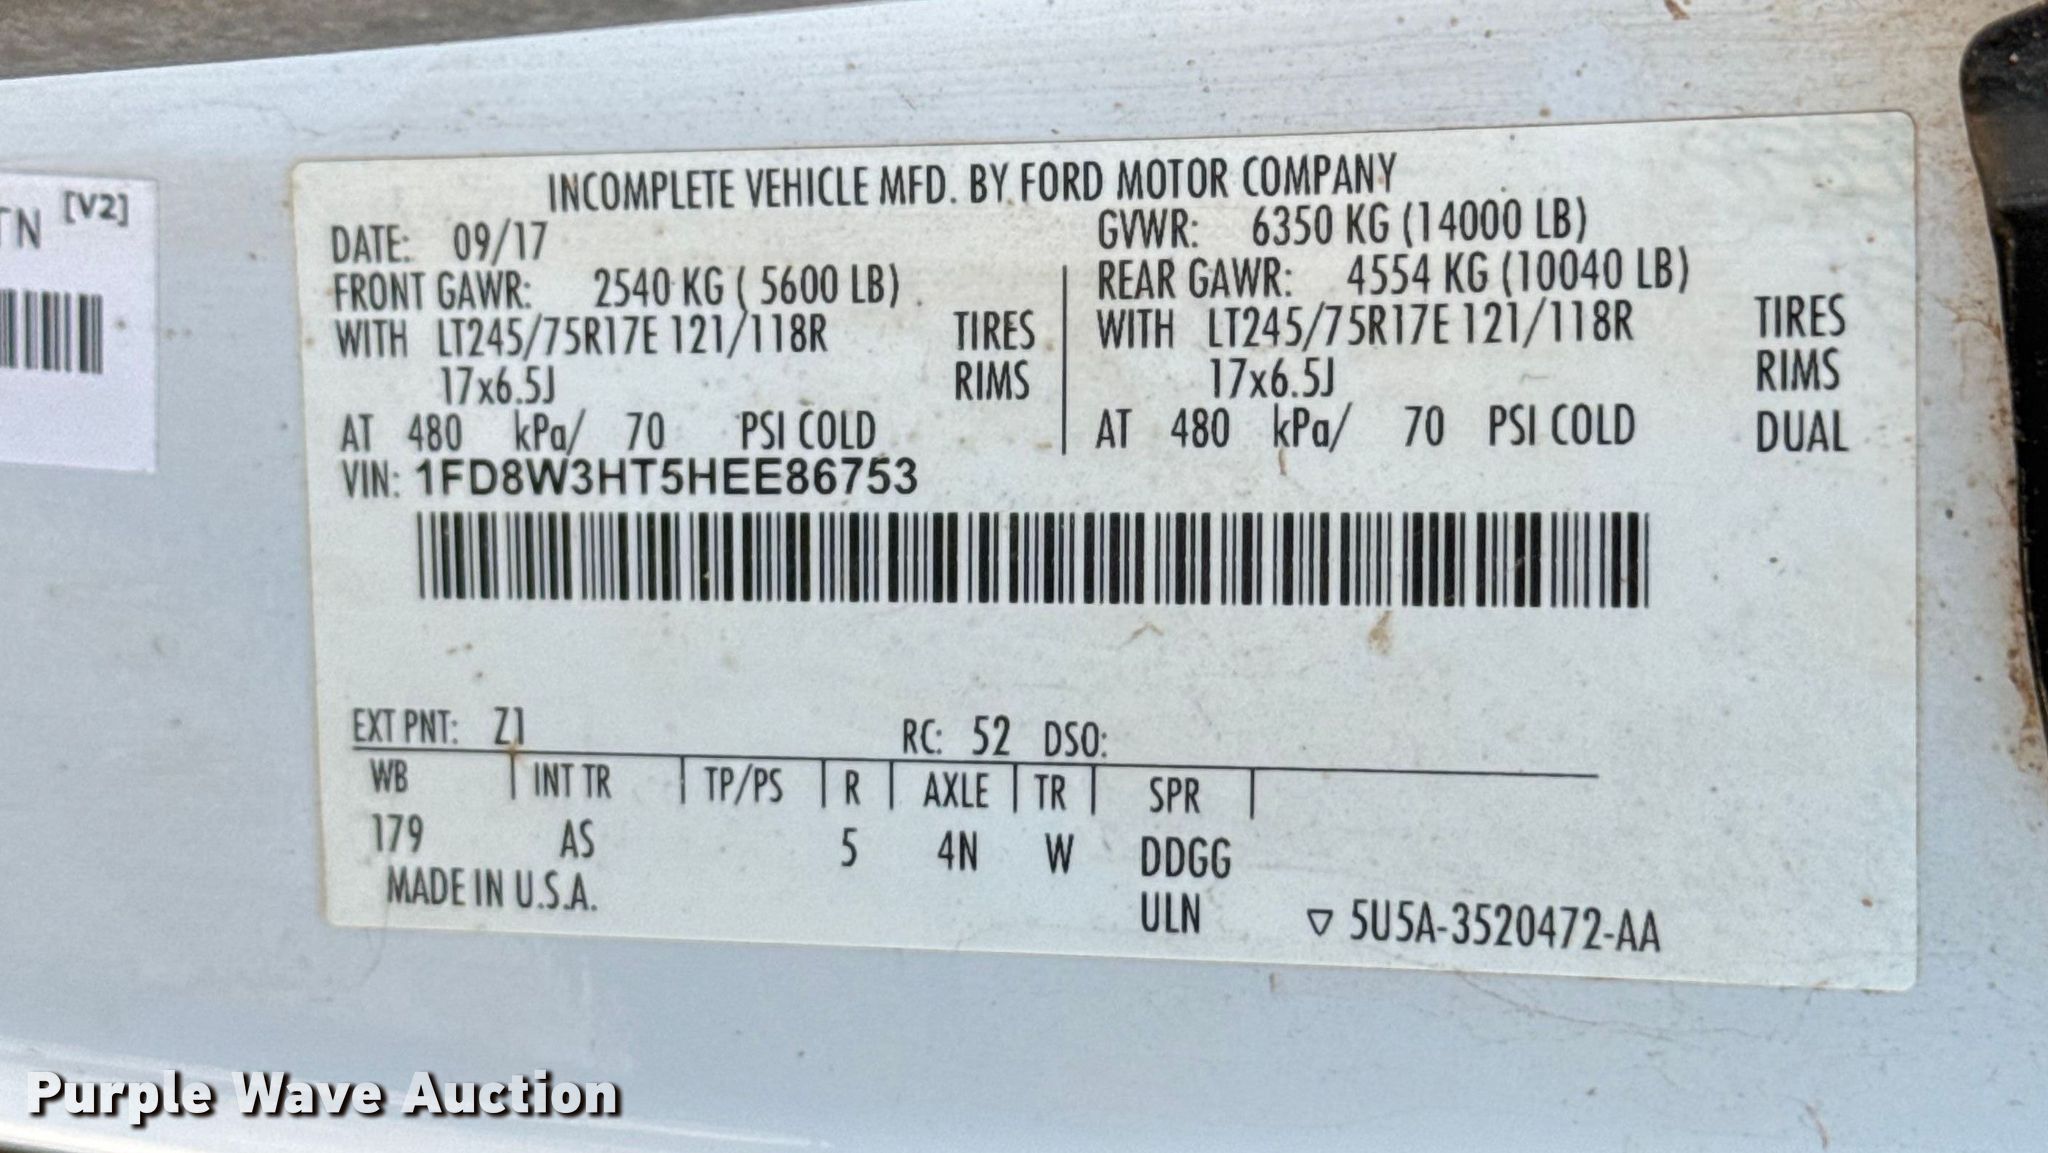 TN [V2]
INCOMPLETE VEHICLE MFD. BY FORD MOTOR COMPANY
DATE: 09/17 GVWR: 6350 KG (14000 LB)
FRONT GAWR: 2540 KG ( 5600 LB) REAR GAWR: 4554 KG (10040 LB)
WITH LT245/75R17E 121/118R TIRES WITH LT245/75R17E 121/118R TIRES
17x6.5J RIMS 17x6.5J RIMS
AT 480 kPa/ 70 PSI COLD AT 480 kPa/ 70 PSI COLD DUAL
VIN: 1FD8W3HT5HEE86753
EXT PNT: Z1 RC: 52 DSO:
WB INT TR TP/PS R AXLE TR SPR
179 AS 5 4N W DDGG
MADE IN U.S.A. ULN ▽ 5U5A-3520472-AA
Purple Wave Auction